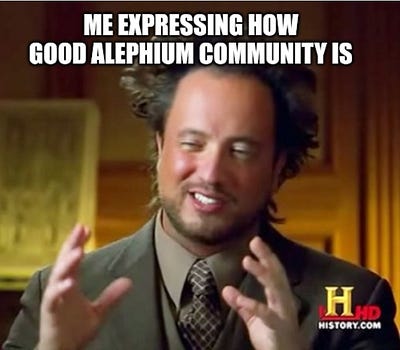 ME EXPRESSING HOW
GOOD ALEPHIUM COMMUNITY IS
H HD
HISTORY.COM